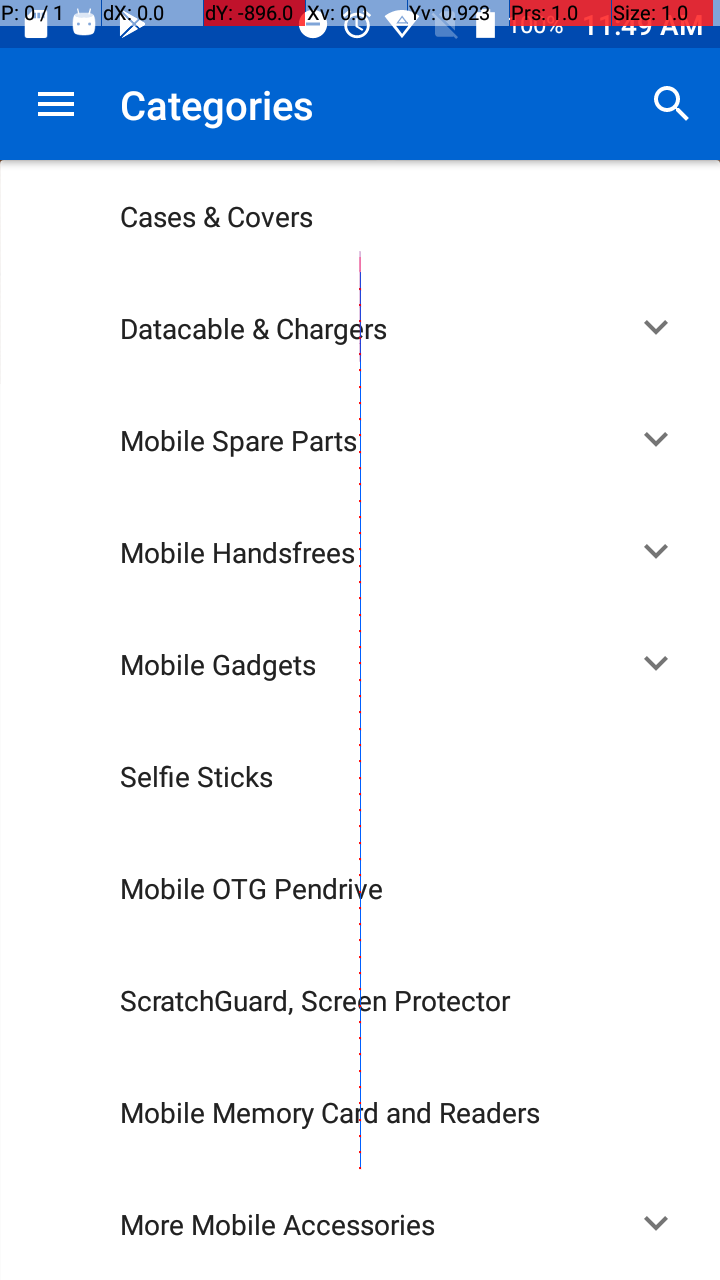 P: 0 / 1 dX: 0.0 dY: -896.0 Xv: 0.0 Yv: 0.923 Prs: 1.0 Size: 1.0
100% 11:49 AM
Categories
Cases & Covers
Datacable & Chargers
Mobile Spare Parts
Mobile Handsfrees
Mobile Gadgets
Selfie Sticks
Mobile OTG Pendrive
ScratchGuard, Screen Protector
Mobile Memory Card and Readers
More Mobile Accessories